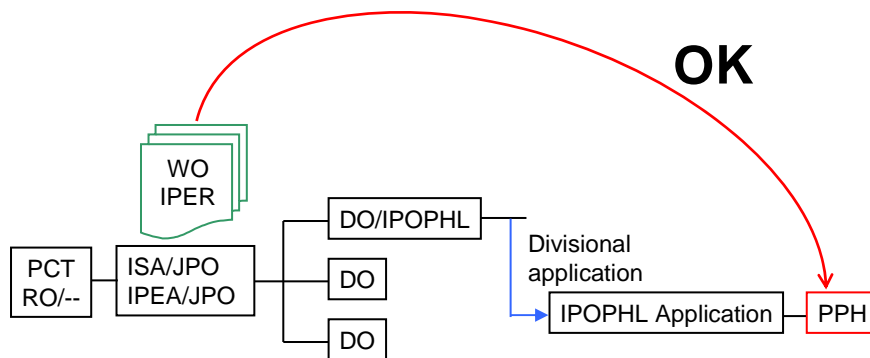 OK
WO
IPER
DO/IPOPHL
Divisional
application
PCT
RO/--
ISA/JPO
IPEA/JPO
DO
IPOPHL Application
PPH
DO